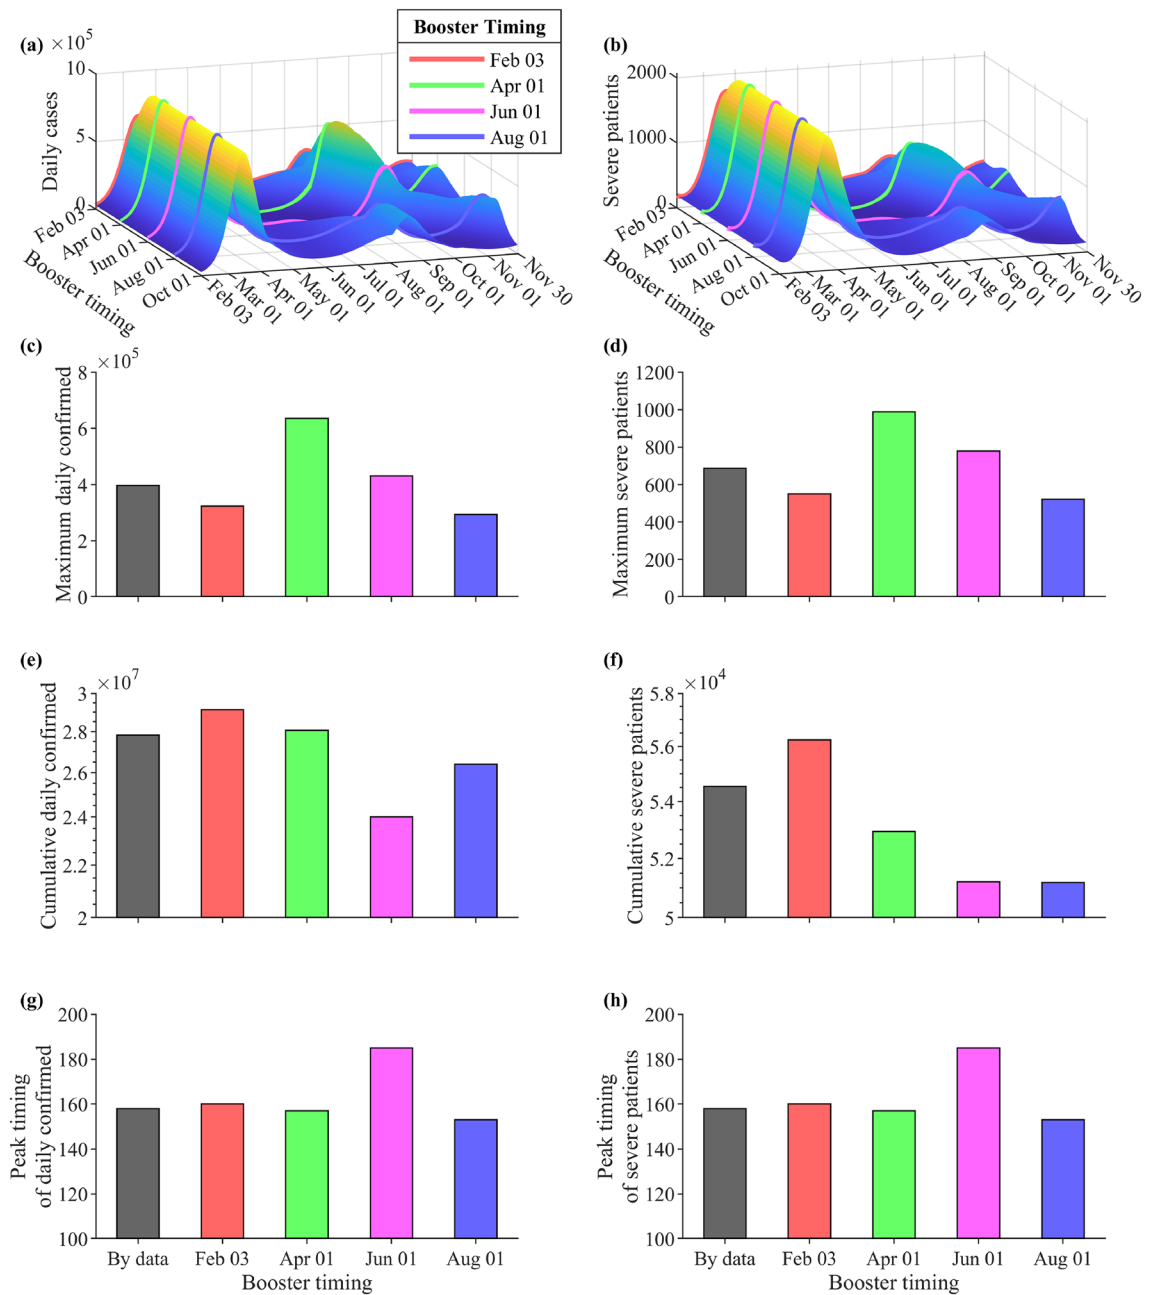 (a)
×10⁵
10
5
0
Daily cases
Feb 03
Apr 01
Jun 01
Aug 01
Oct 01
Booster timing
Feb 03
Mar 01
Apr 01
May 01
Jun 01
Jul 01
Aug 01
Sep 01
Oct 01
Nov 01
Nov 30
Booster Timing
Feb 03
Apr 01
Jun 01
Aug 01
(b)
2000
1000
0
Severe patients
Feb 03
Apr 01
Jun 01
Aug 01
Oct 01
Booster timing
Feb 03
Mar 01
Apr 01
May 01
Jun 01
Jul 01
Aug 01
Sep 01
Oct 01
Nov 01
Nov 30
(c)
×10⁵
8
6
4
2
0
Maximum daily confirmed
(d)
1200
1000
800
600
400
200
0
Maximum severe patients
(e)
×10⁷
3
2.8
2.6
2.4
2.2
2
Cumulative daily confirmed
(f)
×10⁴
5.8
5.6
5.4
5.2
5
Cumulative severe patients
(g)
200
180
160
140
120
100
Peak timing
of daily confirmed
By data Feb 03 Apr 01 Jun 01 Aug 01
Booster timing
(h)
200
180
160
140
120
100
Peak timing
of severe patients
By data Feb 03 Apr 01 Jun 01 Aug 01
Booster timing